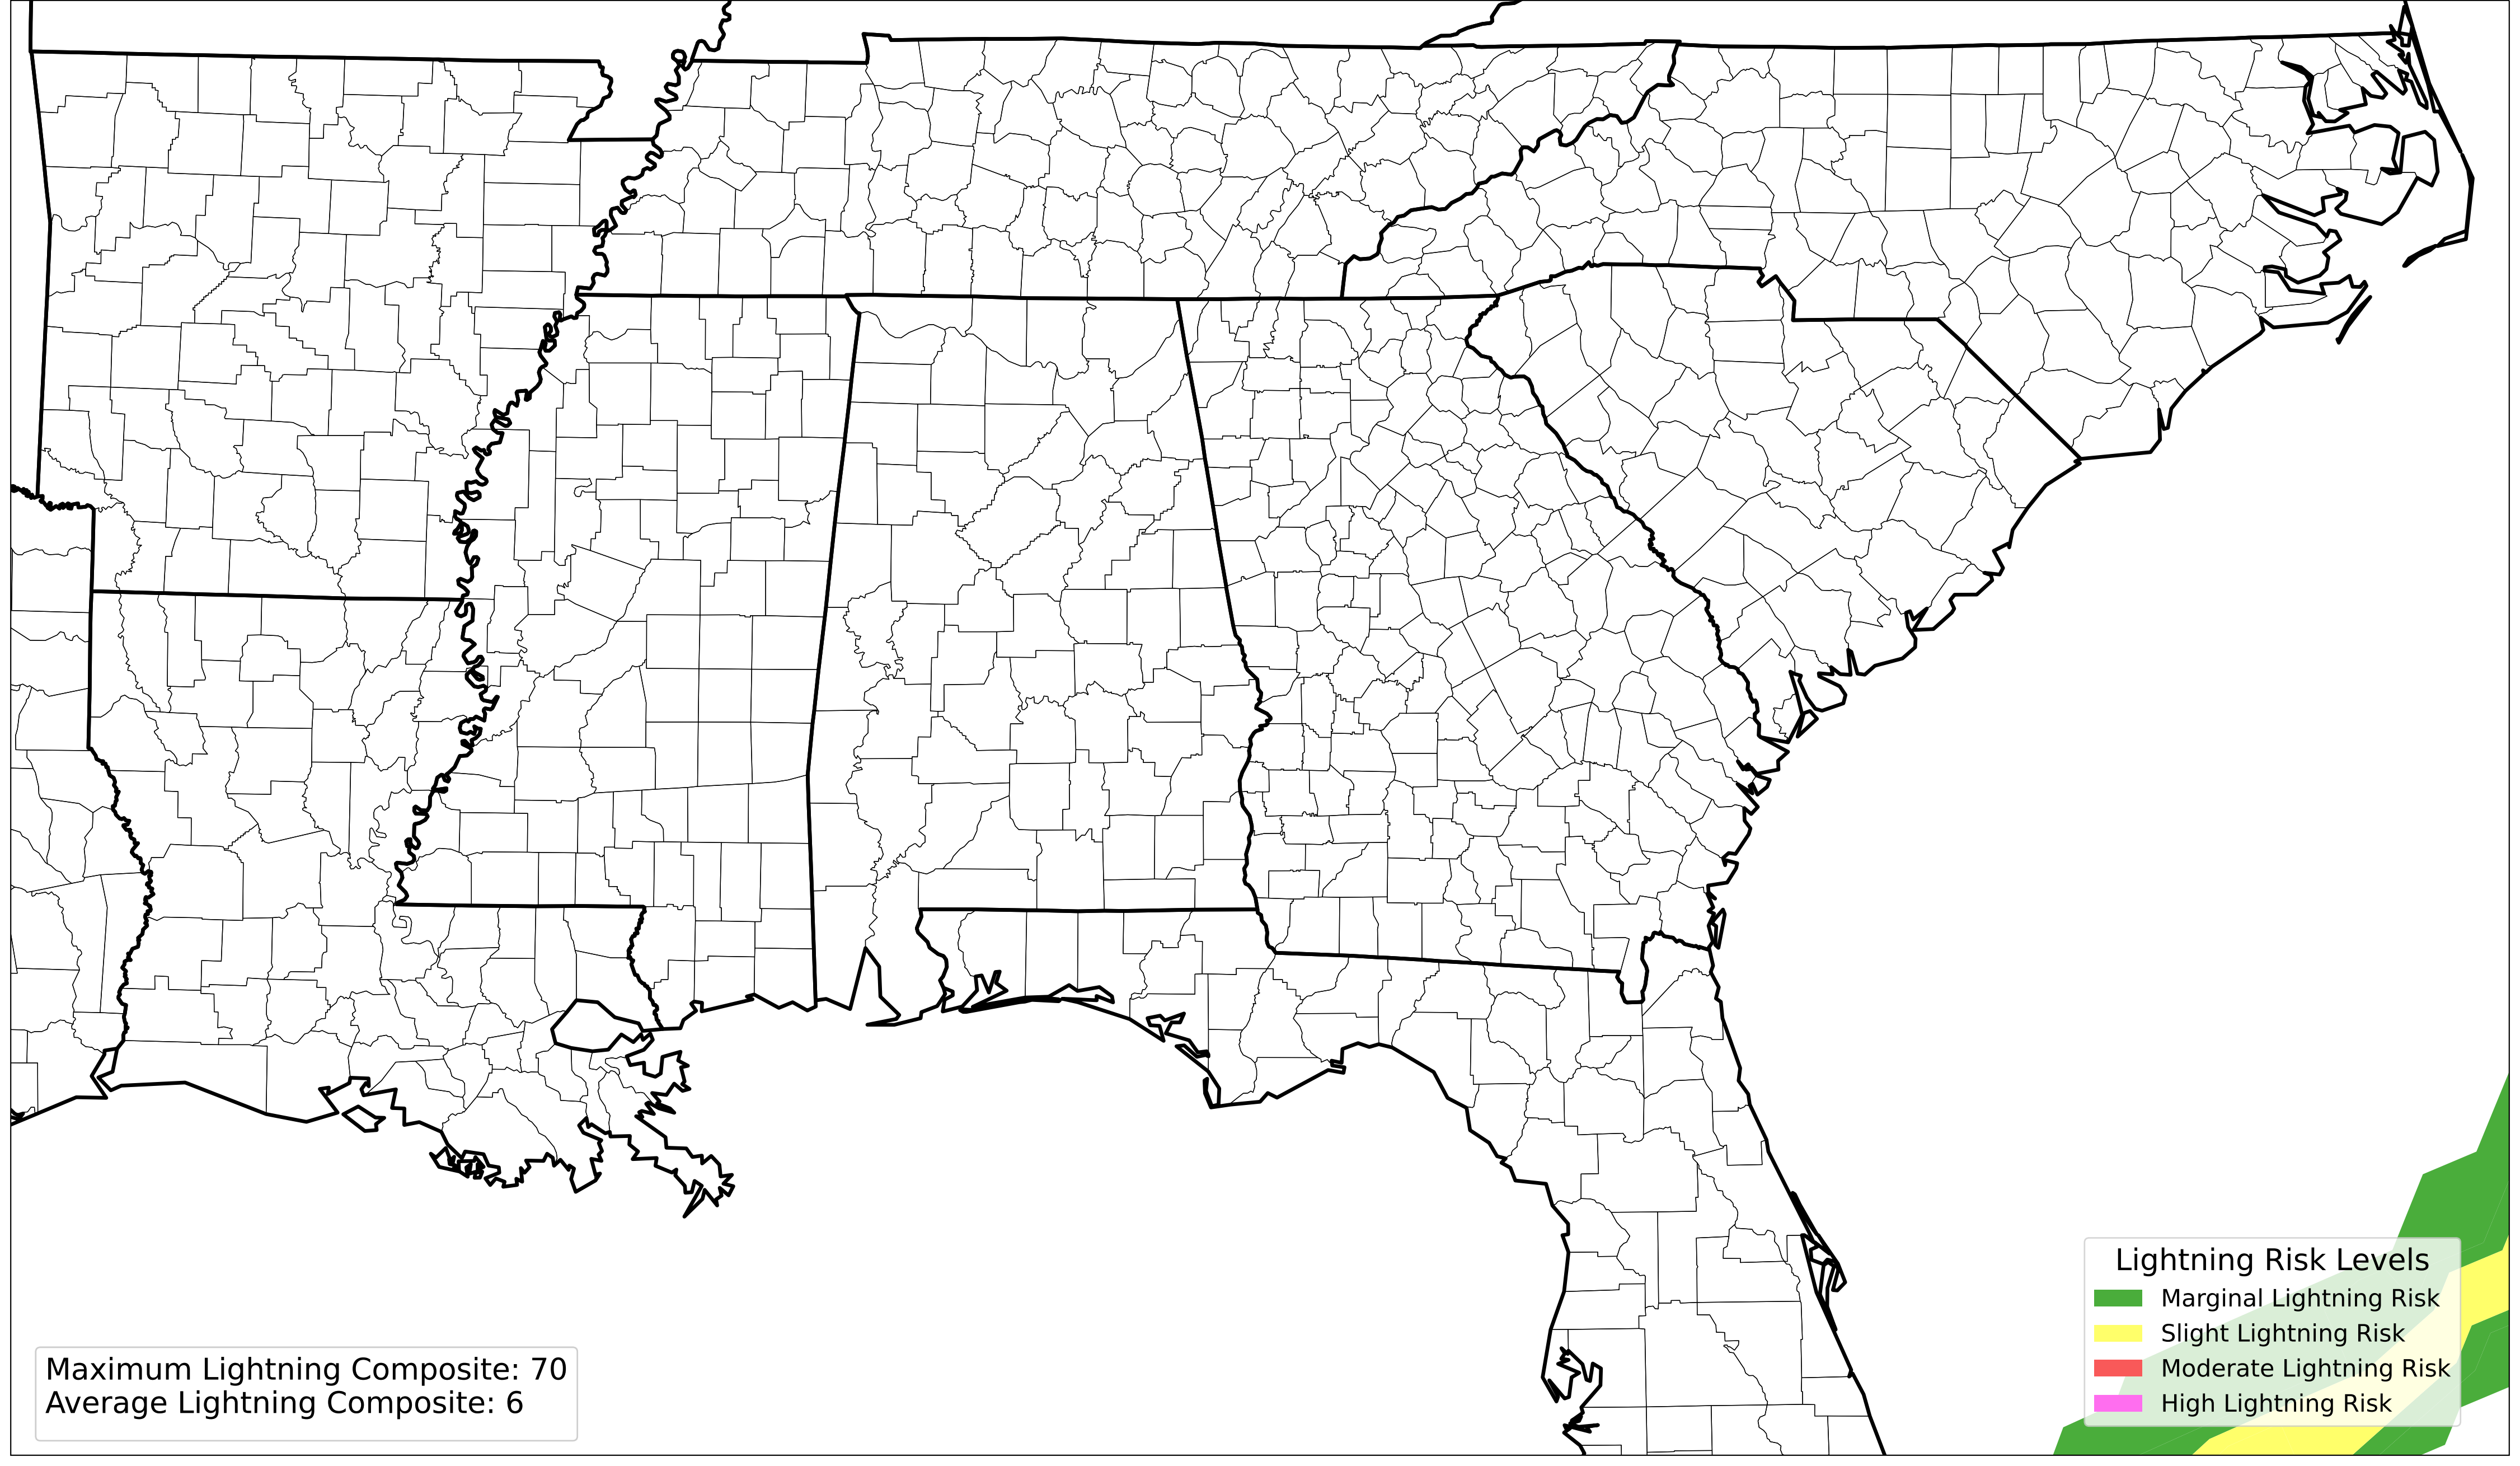 Lightning Risk Levels
Marginal Lightning Risk
Slight Lightning Risk
Moderate Lightning Risk
High Lightning Risk
Maximum Lightning Composite: 70
Average Lightning Composite: 6